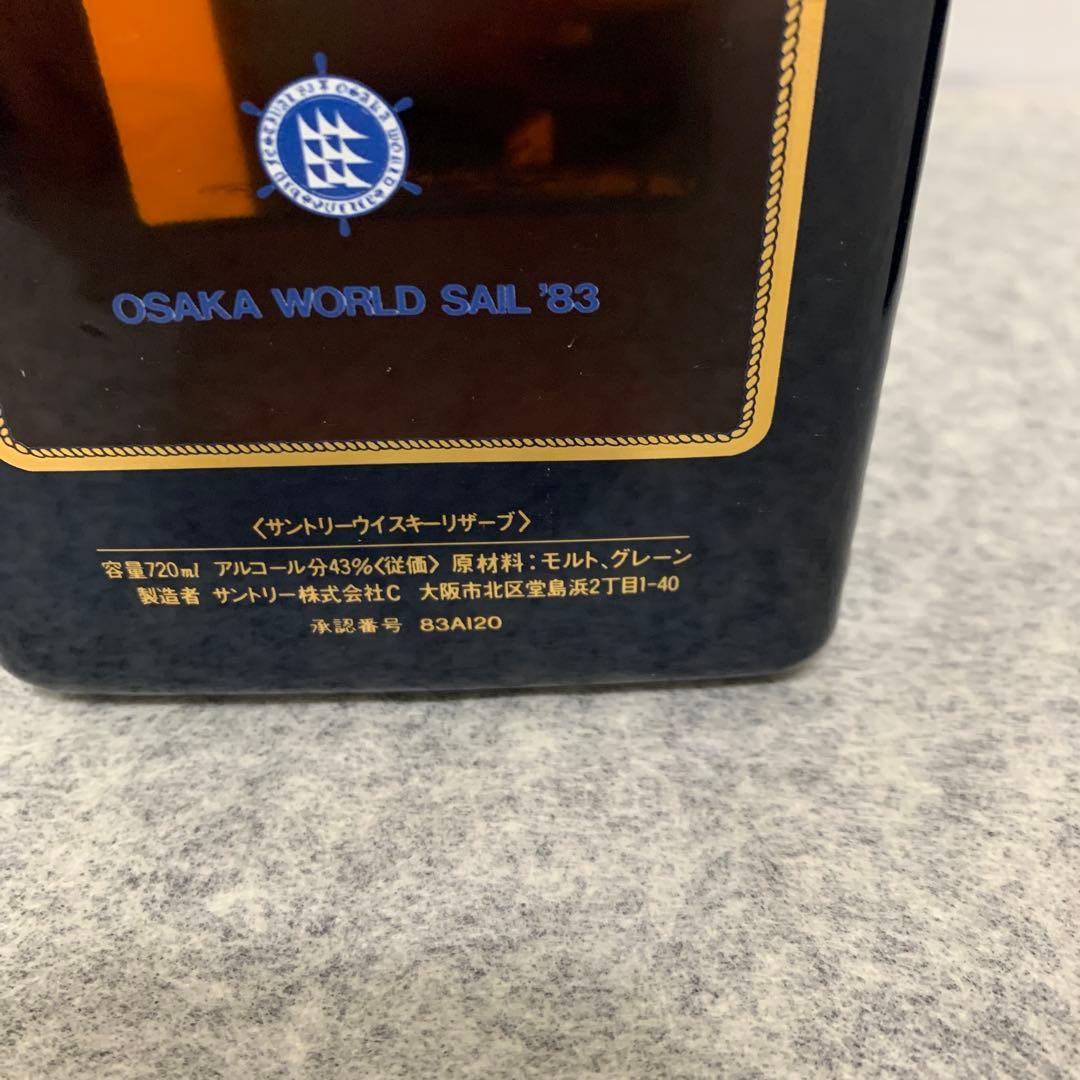 OSAKA WORLD SAIL '83
〈サントリーウイスキーリザーブ〉
容量720ml アルコール分43%〈従価〉 原材料：モルト、グレーン
製造者 サントリー株式会社C 大阪市北区堂島浜2丁目1-40
承認番号 83A120